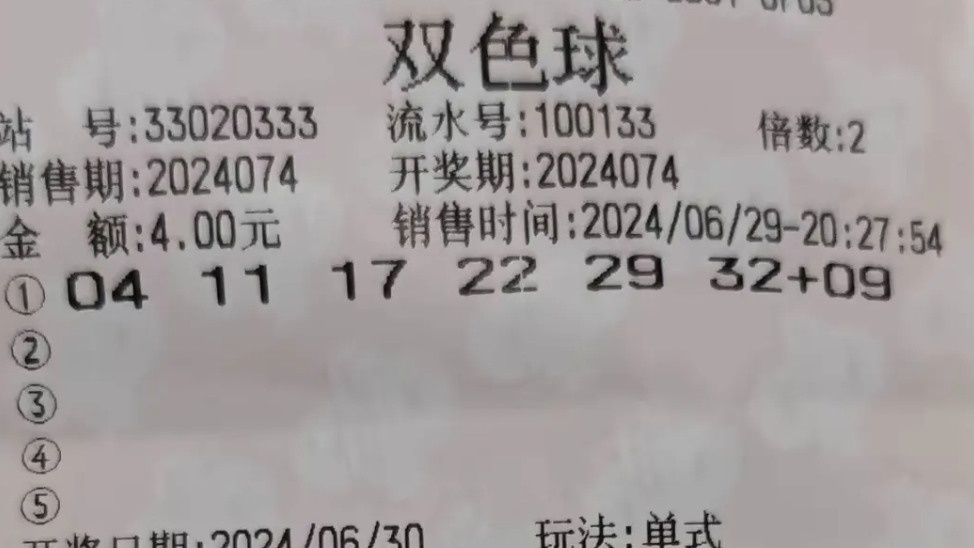 双色球
站 号:33020333 流水号:100133 倍数:2
销售期:2024074 开奖期:2024074
金 额:4.00元 销售时间:2024/06/29-20:27:54
① 04 11 17 22 29 32+09
②
③
④
⑤
开奖日期:2024/06/30 玩法:单式